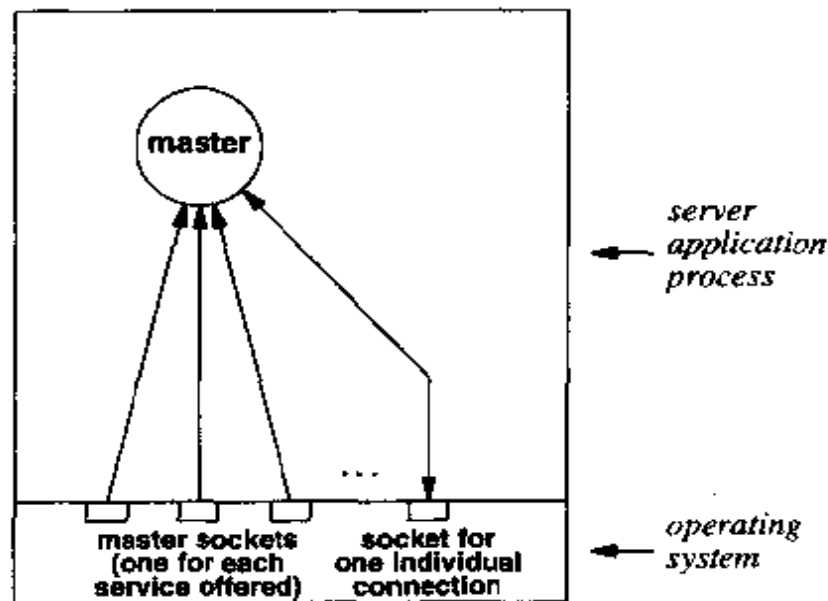 master
server
application
process
...
master sockets
(one for each
service offered)
socket for
one individual
connection
operating
system